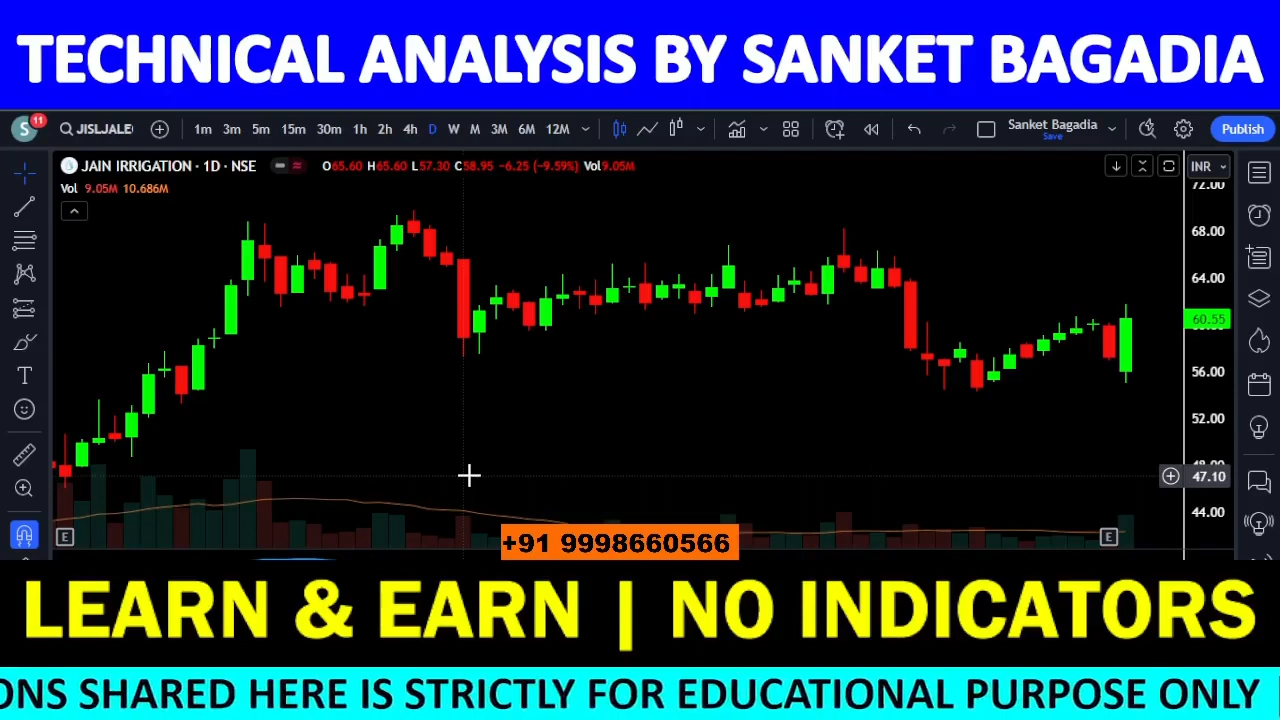 TECHNICAL ANALYSIS BY SANKET BAGADIA
S 11 JISLJALE 1m 3m 5m 15m 30m 1h 2h 4h D W M 3M 6M 12M Sanket Bagadia Save Publish
JAIN IRRIGATION · 1D · NSE O65.60 H65.60 L57.30 C58.95 −6.25 (−9.59%) Vol9.05M INR
Vol 9.05M 10.686M
72.00
68.00
64.00
60.55
56.00
52.00
47.10
44.00
E E
+91 9998660566
LEARN & EARN | NO INDICATORS
ONS SHARED HERE IS STRICTLY FOR EDUCATIONAL PURPOSE ONLY